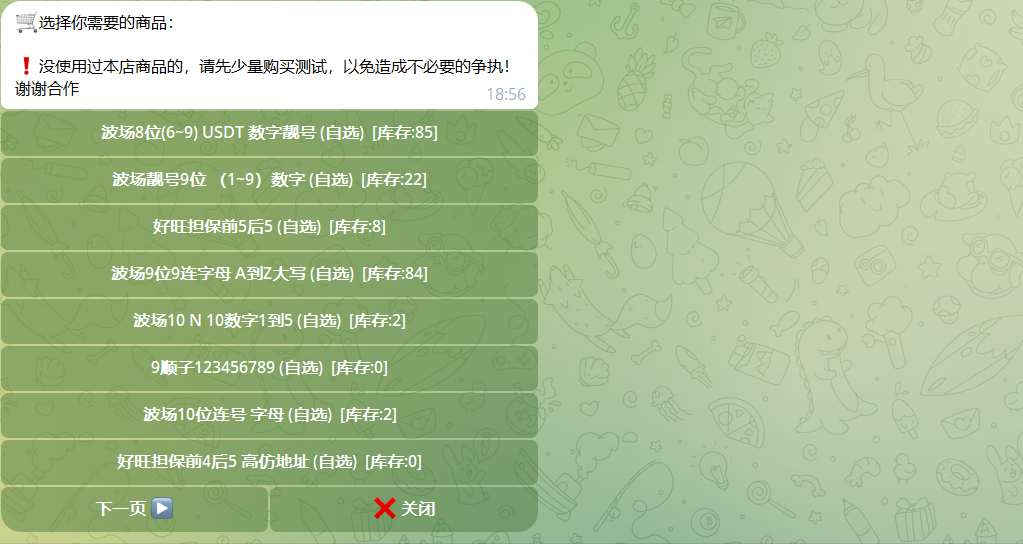 🛒选择你需要的商品：
❗️没使用过本店商品的，请先少量购买测试，以免造成不必要的争执！
谢谢合作
18:56
波场8位(6~9) USDT 数字靓号 (自选) [库存:85]
波场靓号9位 （1~9）数字 (自选) [库存:22]
好旺担保前5后5 (自选) [库存:8]
波场9位9连字母 A到Z大写 (自选) [库存:84]
波场10 N 10数字1到5 (自选) [库存:2]
9顺子123456789 (自选) [库存:0]
波场10位连号 字母 (自选) [库存:2]
好旺担保前4后5 高仿地址 (自选) [库存:0]
下一页 ▶️
❌ 关闭